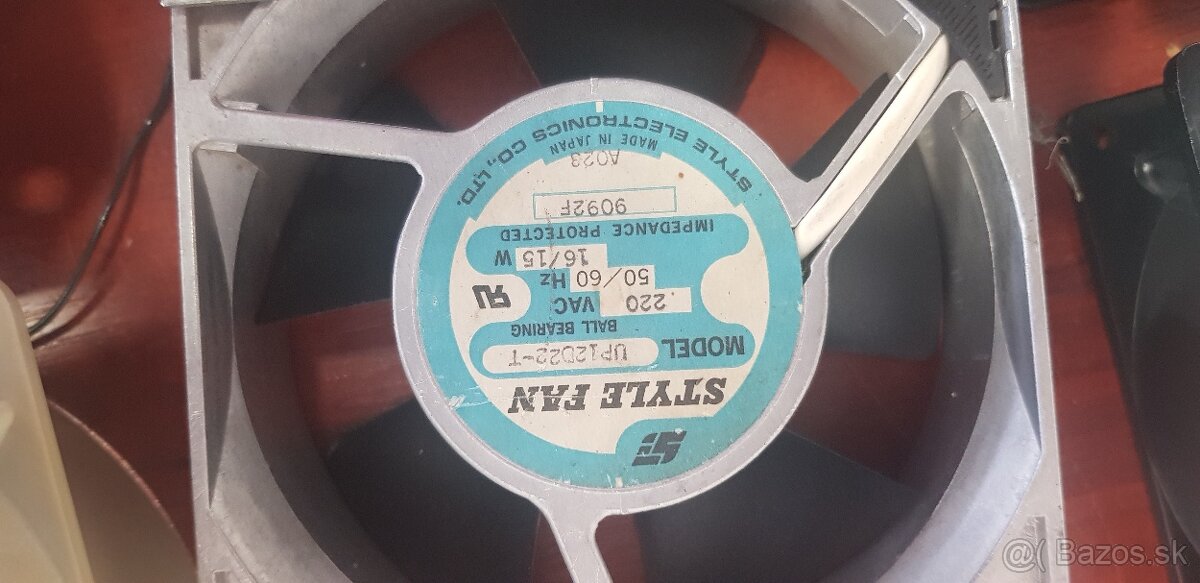 STYLE FAN
MODEL UP12D22-T
BALL BEARING
220 VAC
50/60 Hz
16/15 W
IMPEDANCE PROTECTED
9092F
A023
MADE IN JAPAN
STYLE ELECTRONICS CO., LTD.
@( Bazos.sk